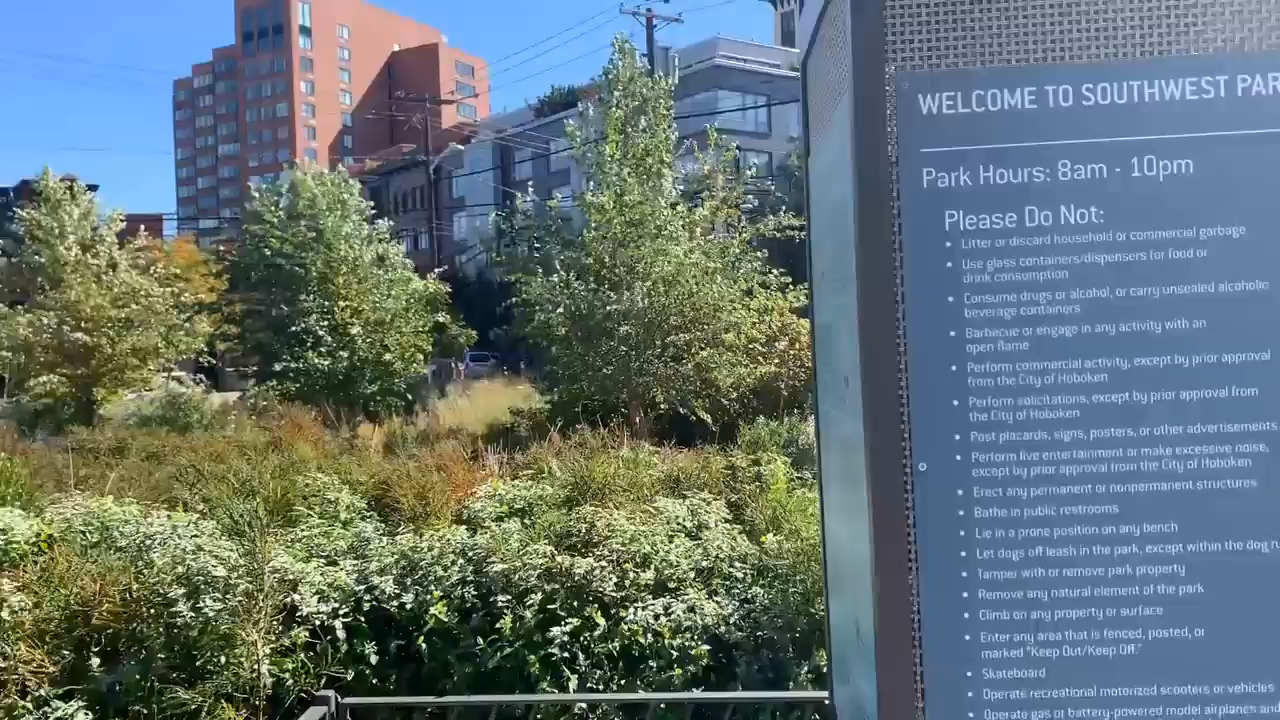 WELCOME TO SOUTHWEST PAR
Park Hours: 8am - 10pm
Please Do Not:
• Litter or discard household or commercial garbage
• Use glass containers/dispensers for food or
drink consumption
• Consume drugs or alcohol, or carry unsealed alcoholic
beverage containers
• Barbecue or engage in any activity with an
open flame
• Perform commercial activity, except by prior approval
from the City of Hoboken
• Perform solicitations, except by prior approval from
the City of Hoboken
• Post placards, signs, posters, or other advertisements
• Perform live entertainment or make excessive noise,
except by prior approval from the City of Hoboken
• Erect any permanent or nonpermanent structures
• Bathe in public restrooms
• Lie in a prone position on any bench
• Let dogs off leash in the park, except within the dog ru
• Tamper with or remove park property
• Remove any natural element of the park
• Climb on any property or surface
• Enter any area that is fenced, posted, or
marked "Keep Out/Keep Off."
• Skateboard
• Operate recreational motorized scooters or vehicles
• Operate gas or battery-powered model airplanes and